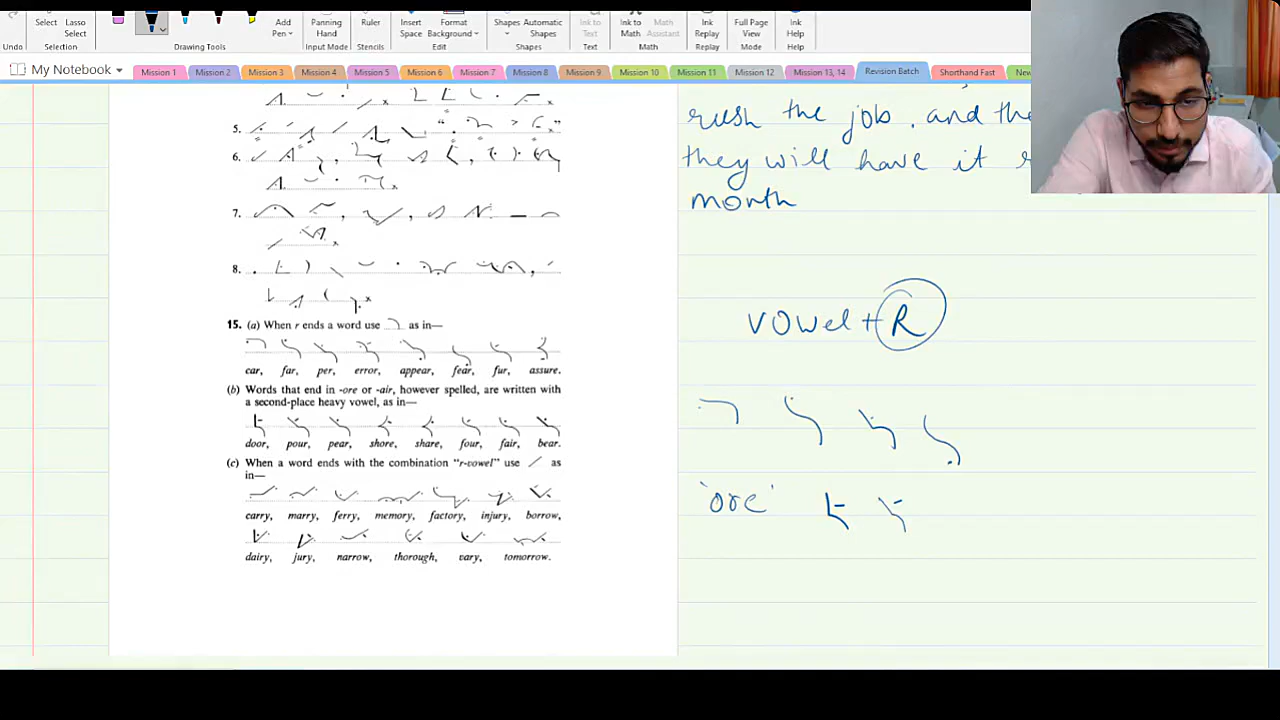 Select Lasso Add Panning Ruler Insert Format Shapes Automatic Ink to Ink to Math Ink Full Page Ink
Select Pen Hand Space Background Shapes Text Math Assistant Replay View Help
Undo Selection Drawing Tools Input Mode Stencils Edit Shapes Text Math Replay Mode Help
My Notebook Mission 1 Mission 2 Mission 3 Mission 4 Mission 5 Mission 6 Mission 7 Mission 8 Mission 9 Mission 10 Mission 11 Mission 12 Mission 13, 14 Revision Batch Shorthand Fast New
5.
6.
7.
8.
15. (a) When r ends a word use as in—
car, far, per, error, appear, fear, fur, assure.
(b) Words that end in -ore or -air, however spelled, are written with
a second-place heavy vowel, as in—
door, pour, pear, shore, share, four, fair, bear.
(c) When a word ends with the combination "r-vowel" use as
in—
carry, marry, ferry, memory, factory, injury, borrow,
dairy, jury, narrow, thorough, vary, tomorrow.
rush the job, and the
they will have it
month
vowel + R
'ore'